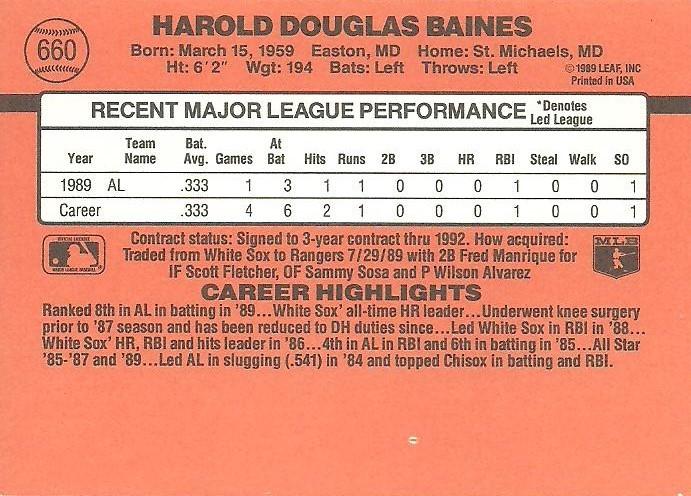 660
HAROLD DOUGLAS BAINES
Born: March 15, 1959 Easton, MD Home: St. Michaels, MD
Ht: 6'2" Wgt: 194 Bats: Left Throws: Left
© 1989 LEAF, INC
Printed in USA
RECENT MAJOR LEAGUE PERFORMANCE *Denotes Led League
Year Team Name Bat. Avg. Games At Bat Hits Runs 2B 3B HR RBI Steal Walk SO
1989 AL .333 1 3 1 1 0 0 0 1 0 0 1
Career .333 4 6 2 1 0 0 0 1 0 0 1
Contract status: Signed to 3-year contract thru 1992. How acquired:
Traded from White Sox to Rangers 7/29/89 with 2B Fred Manrique for
IF Scott Fletcher, OF Sammy Sosa and P Wilson Alvarez
MLB
MAJOR LEAGUE BASEBALL
CAREER HIGHLIGHTS
Ranked 8th in AL in batting in '89...White Sox' all-time HR leader...Underwent knee surgery
prior to '87 season and has been reduced to DH duties since...Led White Sox in RBI in '88...
White Sox' HR, RBI and hits leader in '86...4th in AL in RBI and 6th in batting in '85...All Star
'85-'87 and '89...Led AL in slugging (.541) in '84 and topped Chisox in batting and RBI.